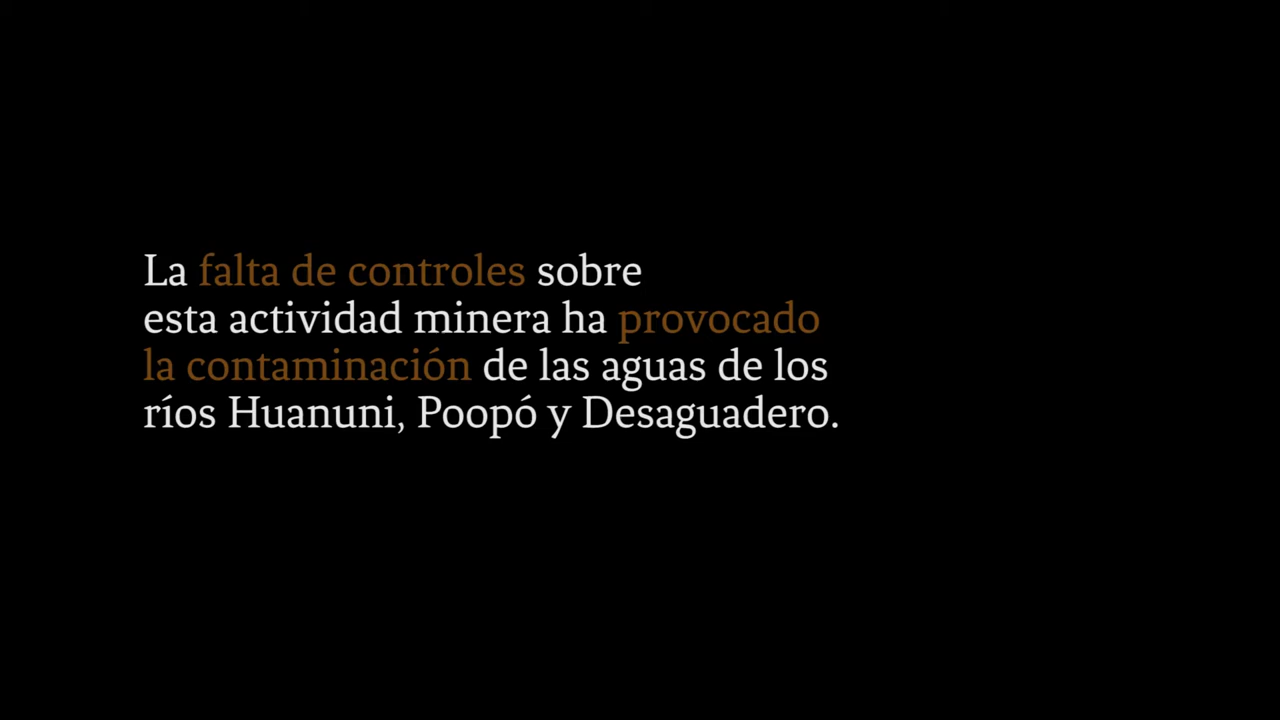 La falta de controles sobre
esta actividad minera ha provocado
la contaminación de las aguas de los
ríos Huanuni, Poopó y Desaguadero.